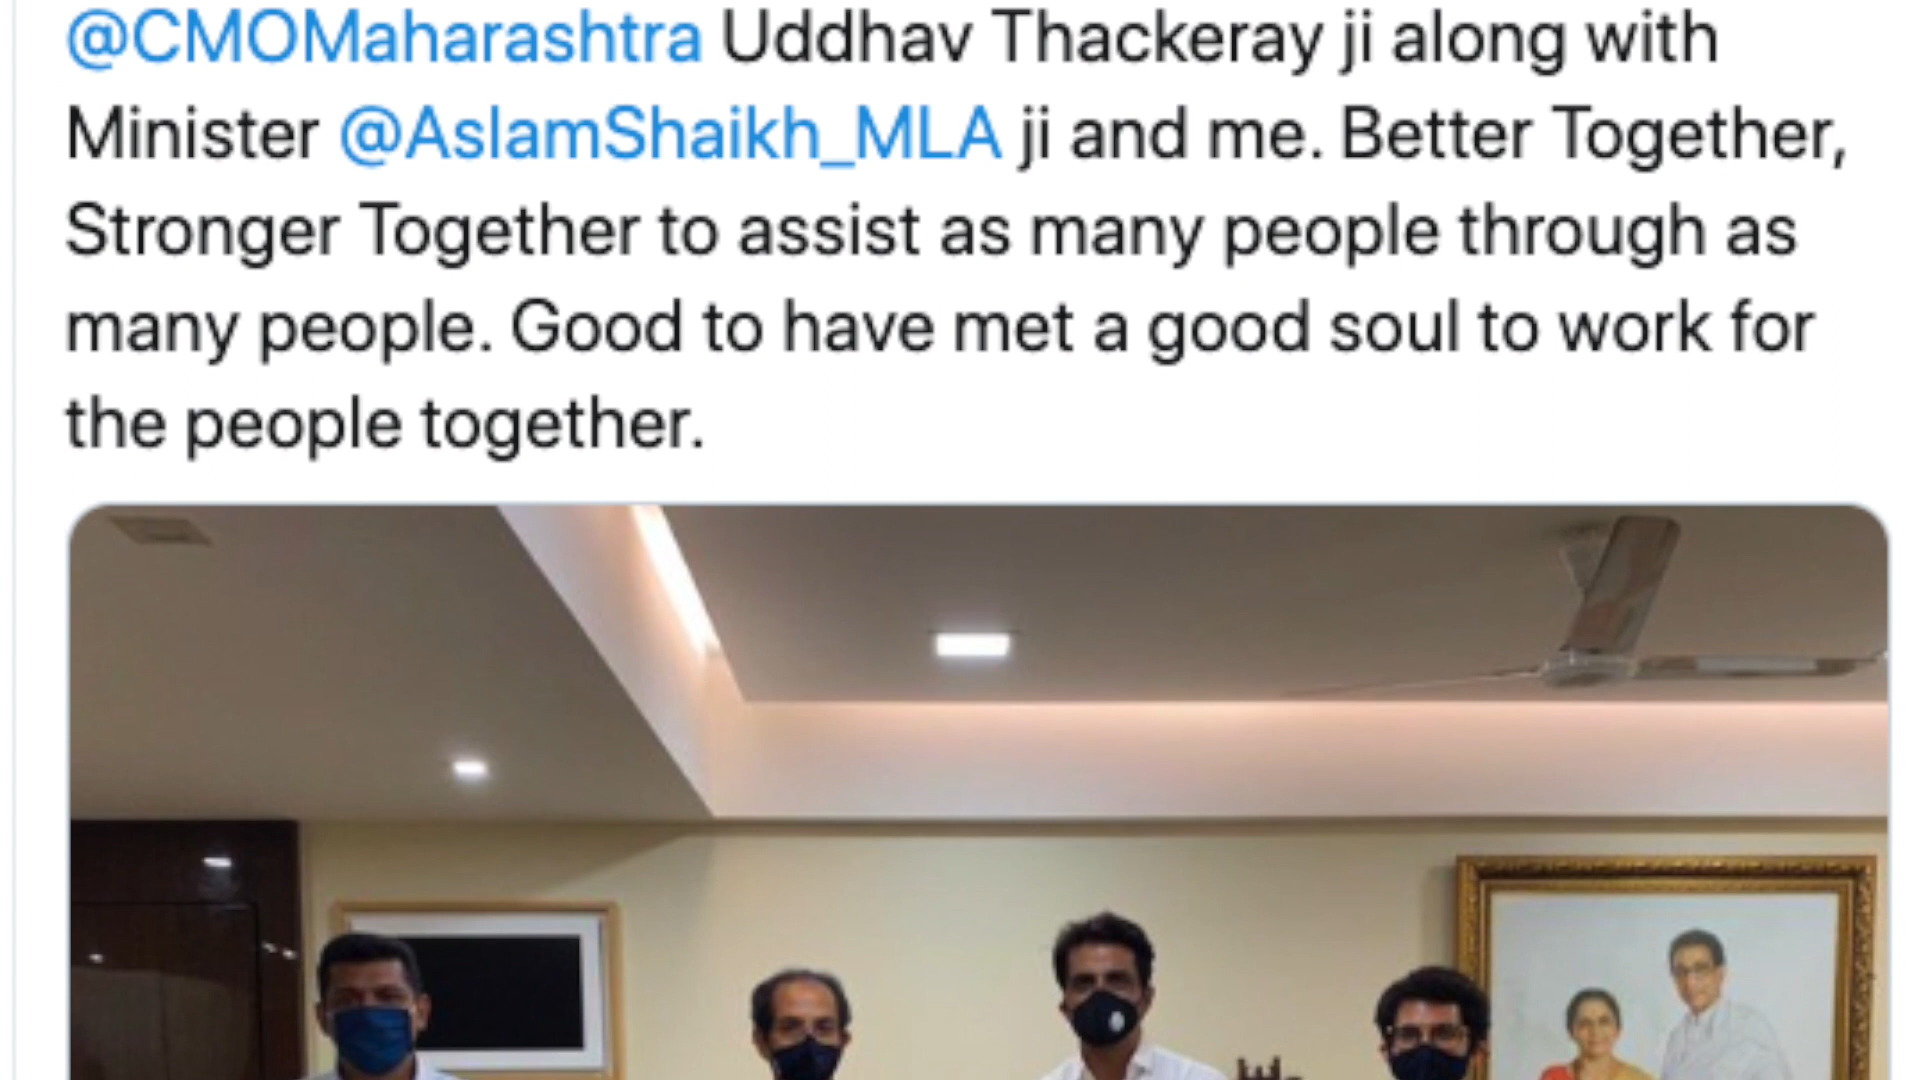 @CMOMaharashtra Uddhav Thackeray ji along with
Minister @AslamShaikh_MLA ji and me. Better Together,
Stronger Together to assist as many people through as
many people. Good to have met a good soul to work for
the people together.